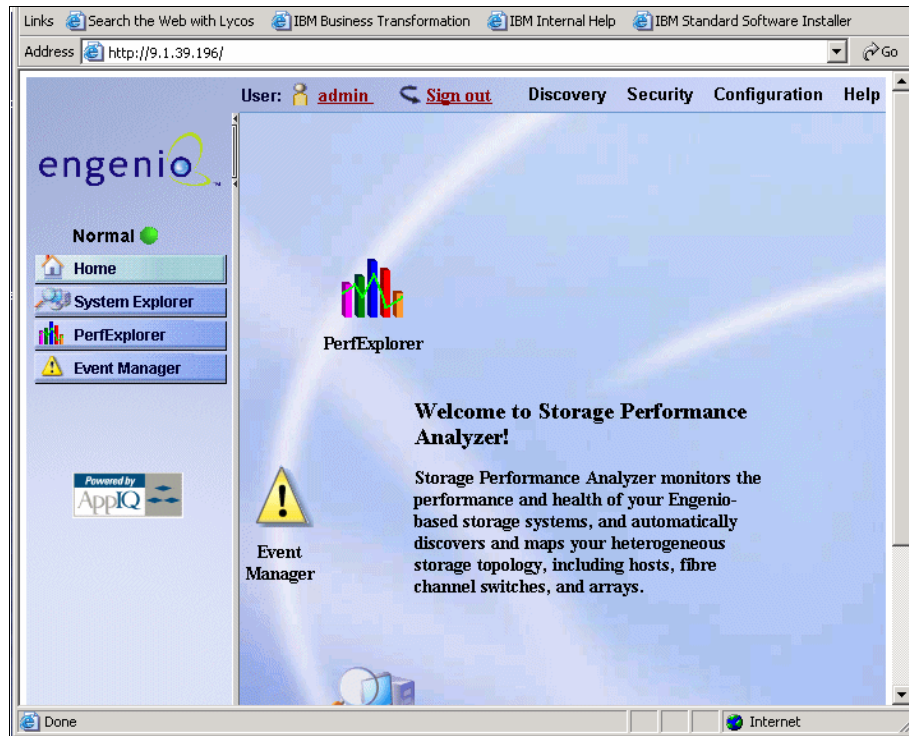 Links Search the Web with Lycos IBM Business Transformation IBM Internal Help IBM Standard Software Installer
Address http://9.1.39.196/ Go
User: admin Sign out Discovery Security Configuration Help
engenio
Normal
Home
System Explorer
PerfExplorer
Event Manager
Powered by
AppIQ
PerfExplorer
Event
Manager
Welcome to Storage Performance
Analyzer!
Storage Performance Analyzer monitors the
performance and health of your Engenio-
based storage systems, and automatically
discovers and maps your heterogeneous
storage topology, including hosts, fibre
channel switches, and arrays.
Done Internet